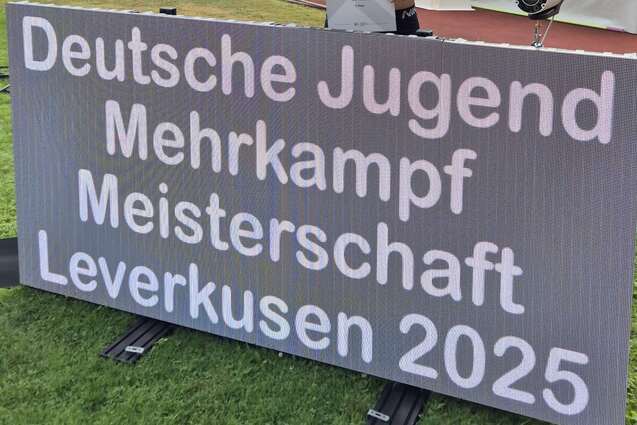 Deutsche Jugend
Mehrkampf
Meisterschaft
Leverkusen 2025